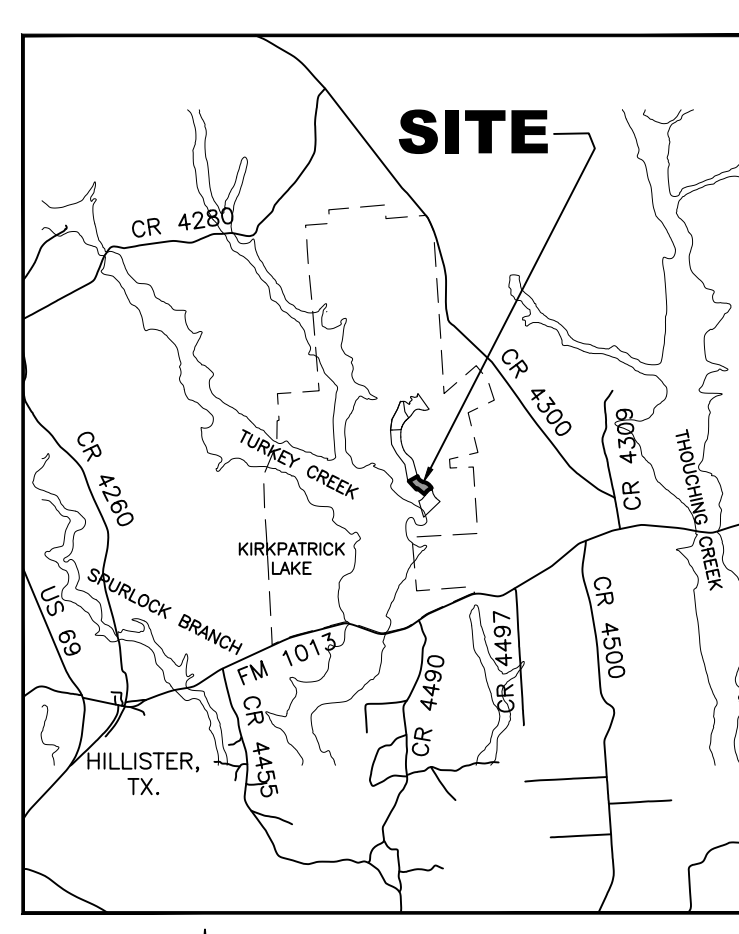 SITE
CR 4280
CR 4300
CR 4309
THOUCHING CREEK
TURKEY CREEK
CR 4260
KIRKPATRICK
LAKE
SPURLOCK BRANCH
US 69
FM 1013
CR 4500
CR 4497
CR 4490
CR 4455
HILLISTER,
TX.